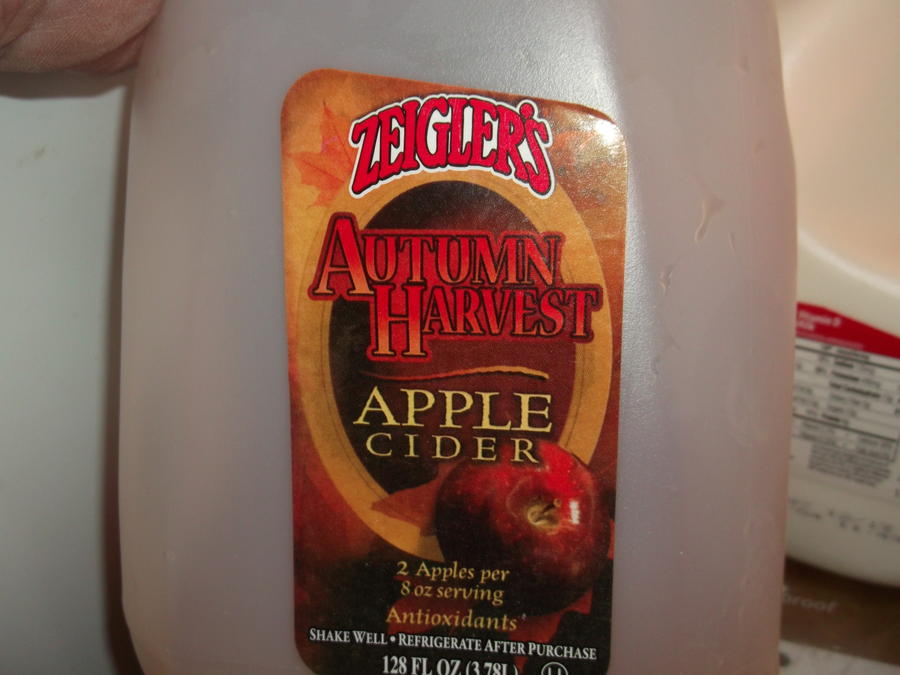 ZEIGLER'S
AUTUMN
HARVEST
APPLE
CIDER
2 Apples per
8 oz serving
Antioxidants
SHAKE WELL • REFRIGERATE AFTER PURCHASE
128 FL OZ (3.78L)
Vitamin D